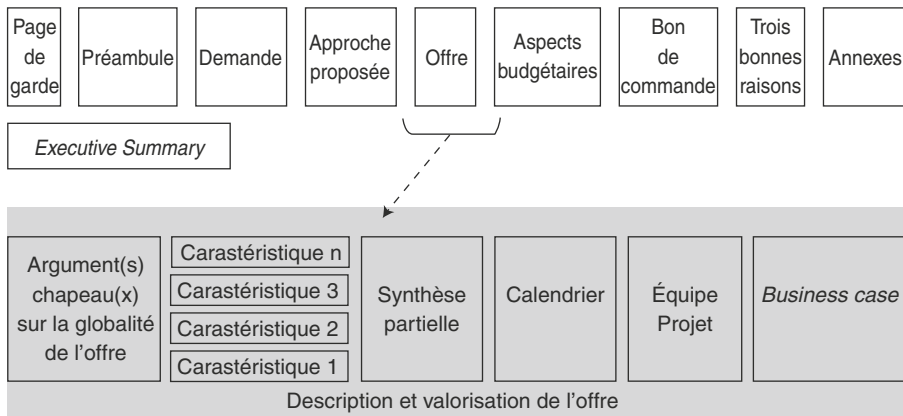 Page
de
garde
Préambule
Demande
Approche
proposée
Offre
Aspects
budgétaires
Bon
de
commande
Trois
bonnes
raisons
Annexes
Executive Summary
Argument(s)
chapeau(x)
sur la globalité
de l'offre
Carastéristique n
Carastéristique 3
Carastéristique 2
Carastéristique 1
Synthèse
partielle
Calendrier
Équipe
Projet
Business case
Description et valorisation de l'offre